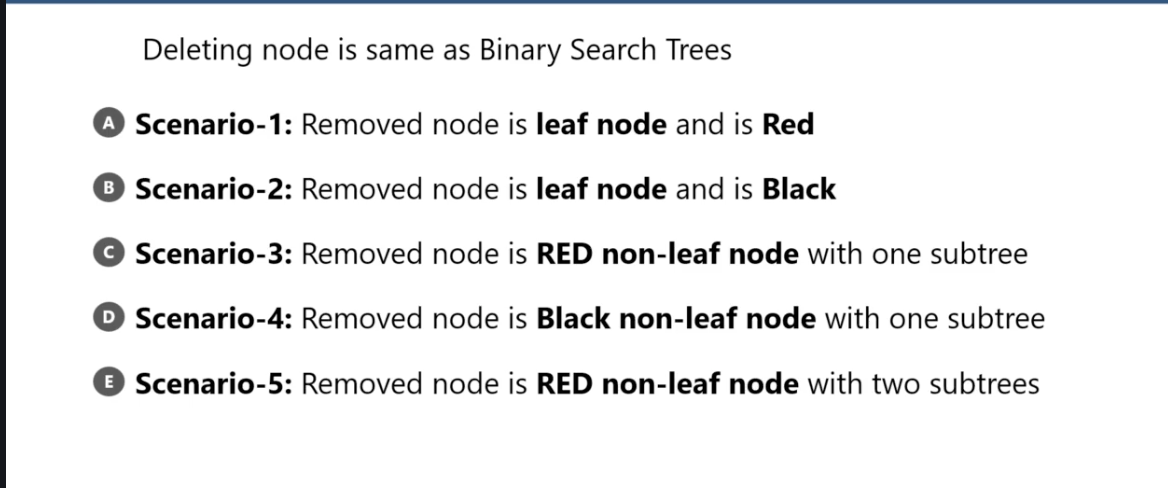 Deleting node is same as Binary Search Trees
A Scenario-1: Removed node is leaf node and is Red
B Scenario-2: Removed node is leaf node and is Black
C Scenario-3: Removed node is RED non-leaf node with one subtree
D Scenario-4: Removed node is Black non-leaf node with one subtree
E Scenario-5: Removed node is RED non-leaf node with two subtrees